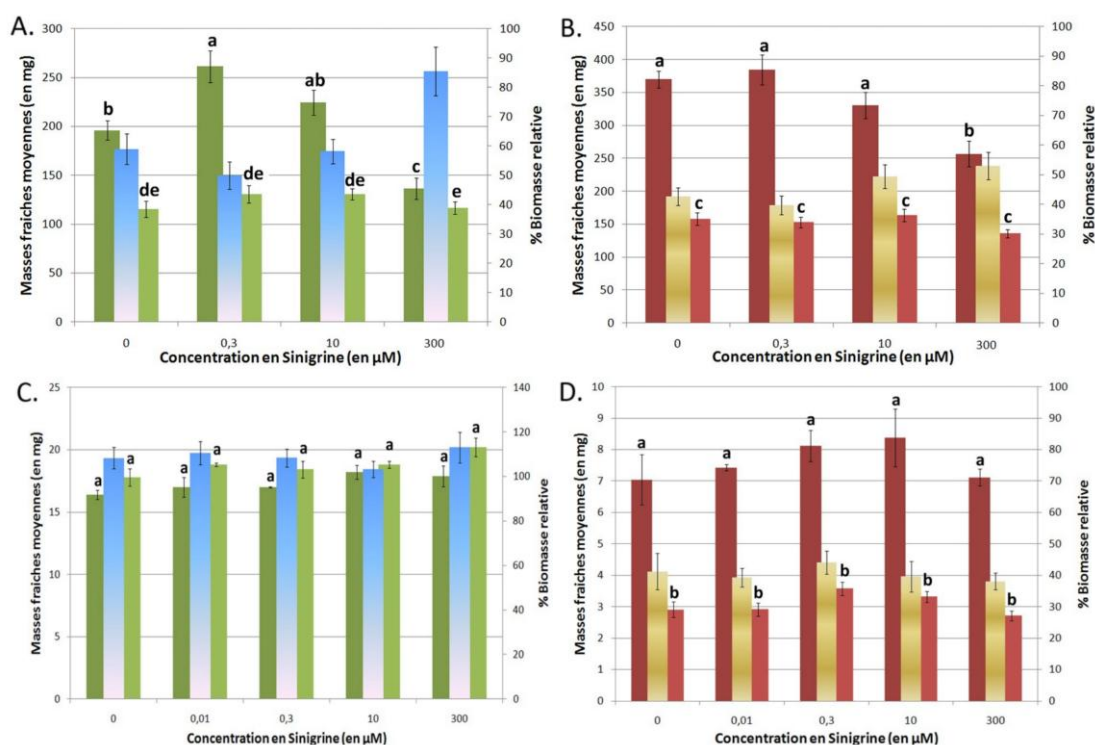 A.
Masses fraiches moyennes (en mg)
300
250
200
150
100
50
0
100
90
80
70
60
50
40
30
20
10
0
% Biomasse relative
b
de
a
de
ab
de
c
e
0
0,3
10
300
Concentration en Sinigrine (en µM)
B.
Masses fraiches moyennes (en mg)
450
400
350
300
250
200
150
100
50
0
100
90
80
70
60
50
40
30
20
10
0
% Biomasse relative
a
c
a
c
a
c
b
c
0
0,3
10
300
Concentration en Sinigrine (en µM)
C.
Masses fraiches moyennes (en mg)
25
20
15
10
5
0
140
120
100
80
60
40
20
0
% Biomasse relative
a
a
a
a
a
a
a
a
a
a
0
0,01
0,3
10
300
Concentration en Sinigrine (en µM)
D.
Masses fraiches moyennes (en mg)
10
9
8
7
6
5
4
3
2
1
0
100
90
80
70
60
50
40
30
20
10
0
% Biomasse relative
a
b
a
b
a
b
a
b
a
b
0
0,01
0,3
10
300
Concentration en Sinigrine (en µM)